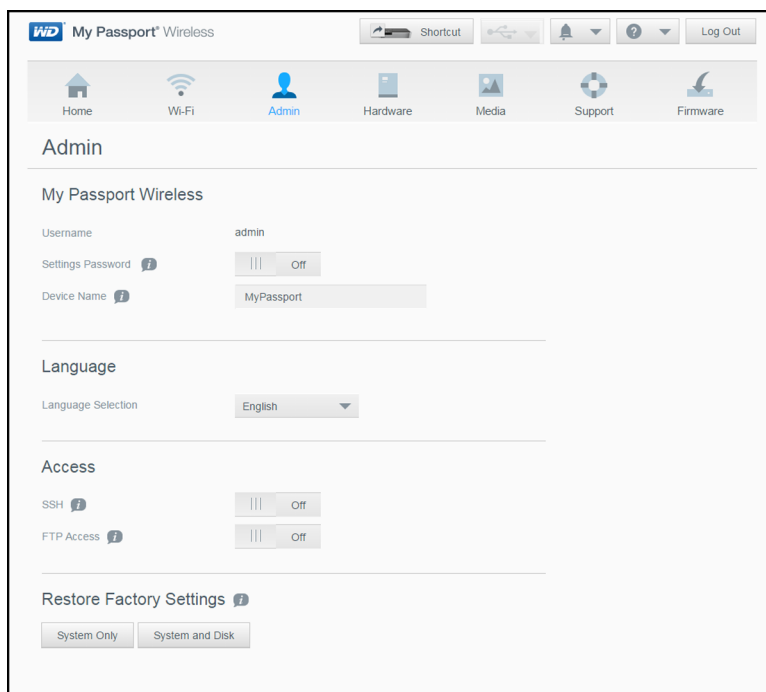 WD My Passport® Wireless
Shortcut
Log Out
Home
Wi-Fi
Admin
Hardware
Media
Support
Firmware
Admin
My Passport Wireless
Username admin
Settings Password i Off
Device Name i MyPassport
Language
Language Selection English
Access
SSH i Off
FTP Access i Off
Restore Factory Settings i
System Only
System and Disk